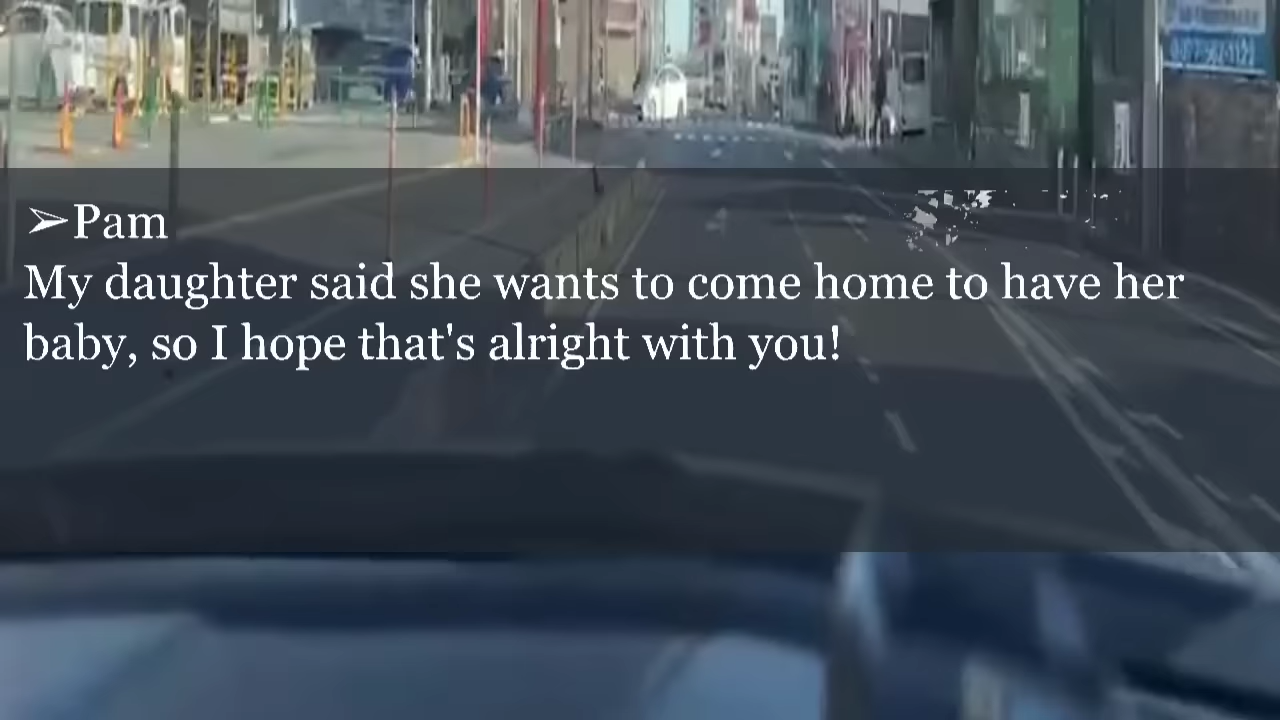 ➢Pam
My daughter said she wants to come home to have her
baby, so I hope that's alright with you!